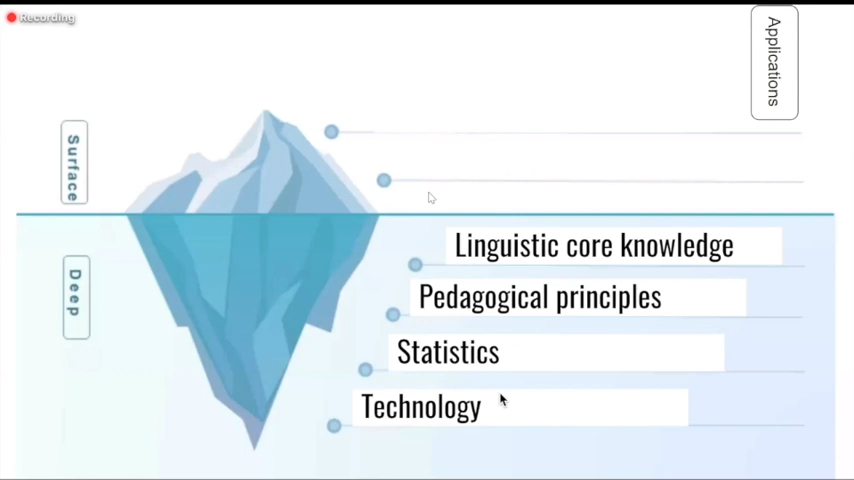 Recording
Applications
Surface
Deep
Linguistic core knowledge
Pedagogical principles
Statistics
Technology